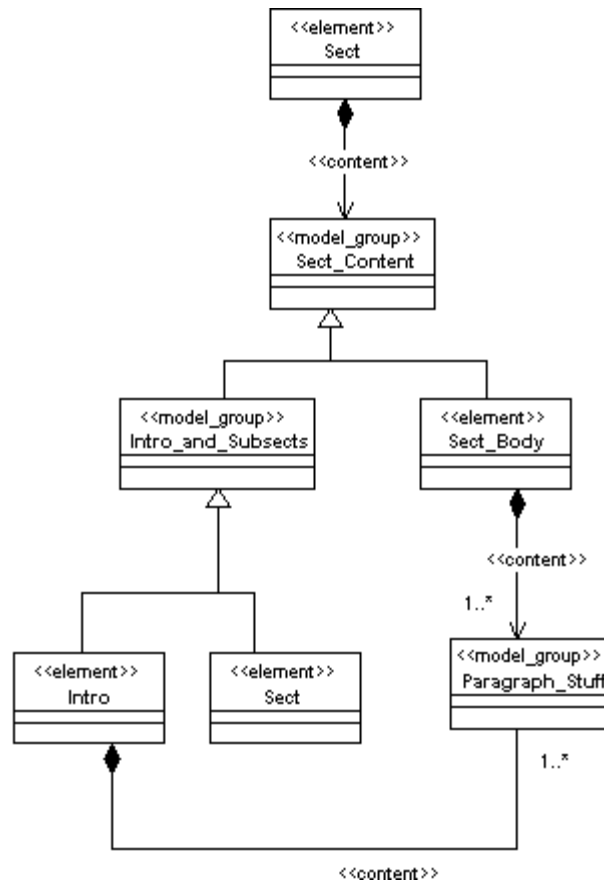 <<element>>
Sect
<<content>>
<<model_group>>
Sect_Content
<<model_group>>
Intro_and_Subsects
<<element>>
Sect_Body
<<content>>
1..*
<<element>>
Intro
<<element>>
Sect
<<model_group>>
Paragraph_Stuff
1..*
<<content>>